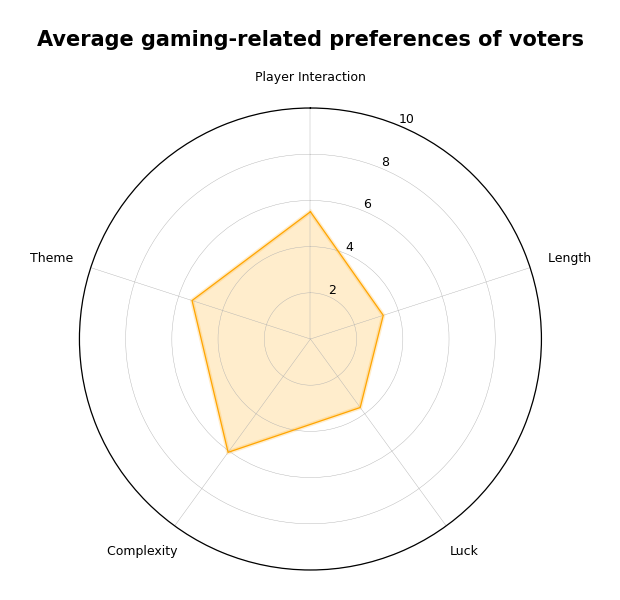 Average gaming-related preferences of voters
Player Interaction
10
8
6
Theme
4
Length
2
Complexity
Luck